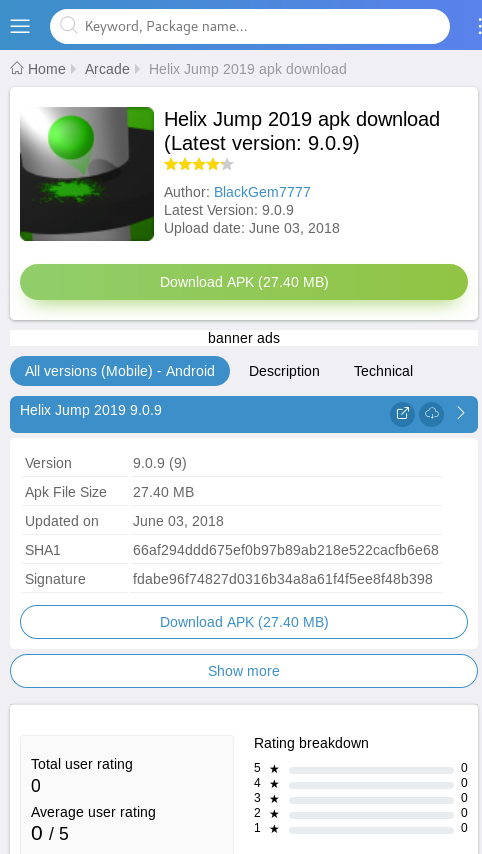 Keyword, Package name...
Home Arcade Helix Jump 2019 apk download
Helix Jump 2019 apk download
(Latest version: 9.0.9)
Author: BlackGem7777
Latest Version: 9.0.9
Upload date: June 03, 2018
Download APK (27.40 MB)
banner ads
All versions (Mobile) - Android Description Technical
Helix Jump 2019 9.0.9
Version 9.0.9 (9)
Apk File Size 27.40 MB
Updated on June 03, 2018
SHA1 66af294ddd675ef0b97b89ab218e522cacfb6e68
Signature fdabe96f74827d0316b34a8a61f4f5ee8f48b398
Download APK (27.40 MB)
Show more
Rating breakdown
Total user rating
0
Average user rating
0 / 5
5 ★ 0
4 ★ 0
3 ★ 0
2 ★ 0
1 ★ 0